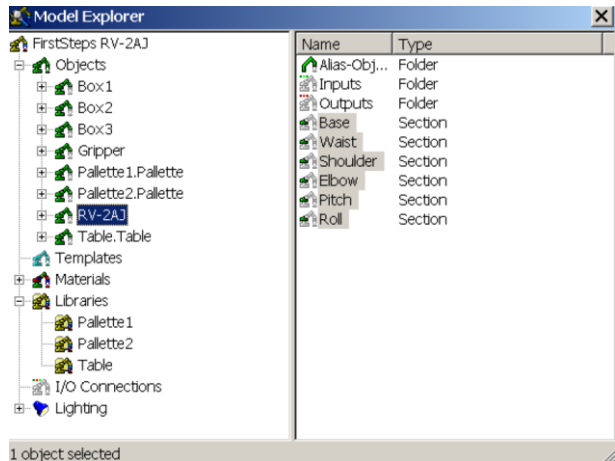 Model Explorer
FirstSteps RV-2AJ
Objects
Box1
Box2
Box3
Gripper
Pallette1.Pallette
Pallette2.Pallette
RV-2AJ
Table.Table
Templates
Materials
Libraries
Pallette1
Pallette2
Table
I/O Connections
Lighting
Name Type
Alias-Obj... Folder
Inputs Folder
Outputs Folder
Base Section
Waist Section
Shoulder Section
Elbow Section
Pitch Section
Roll Section
1 object selected